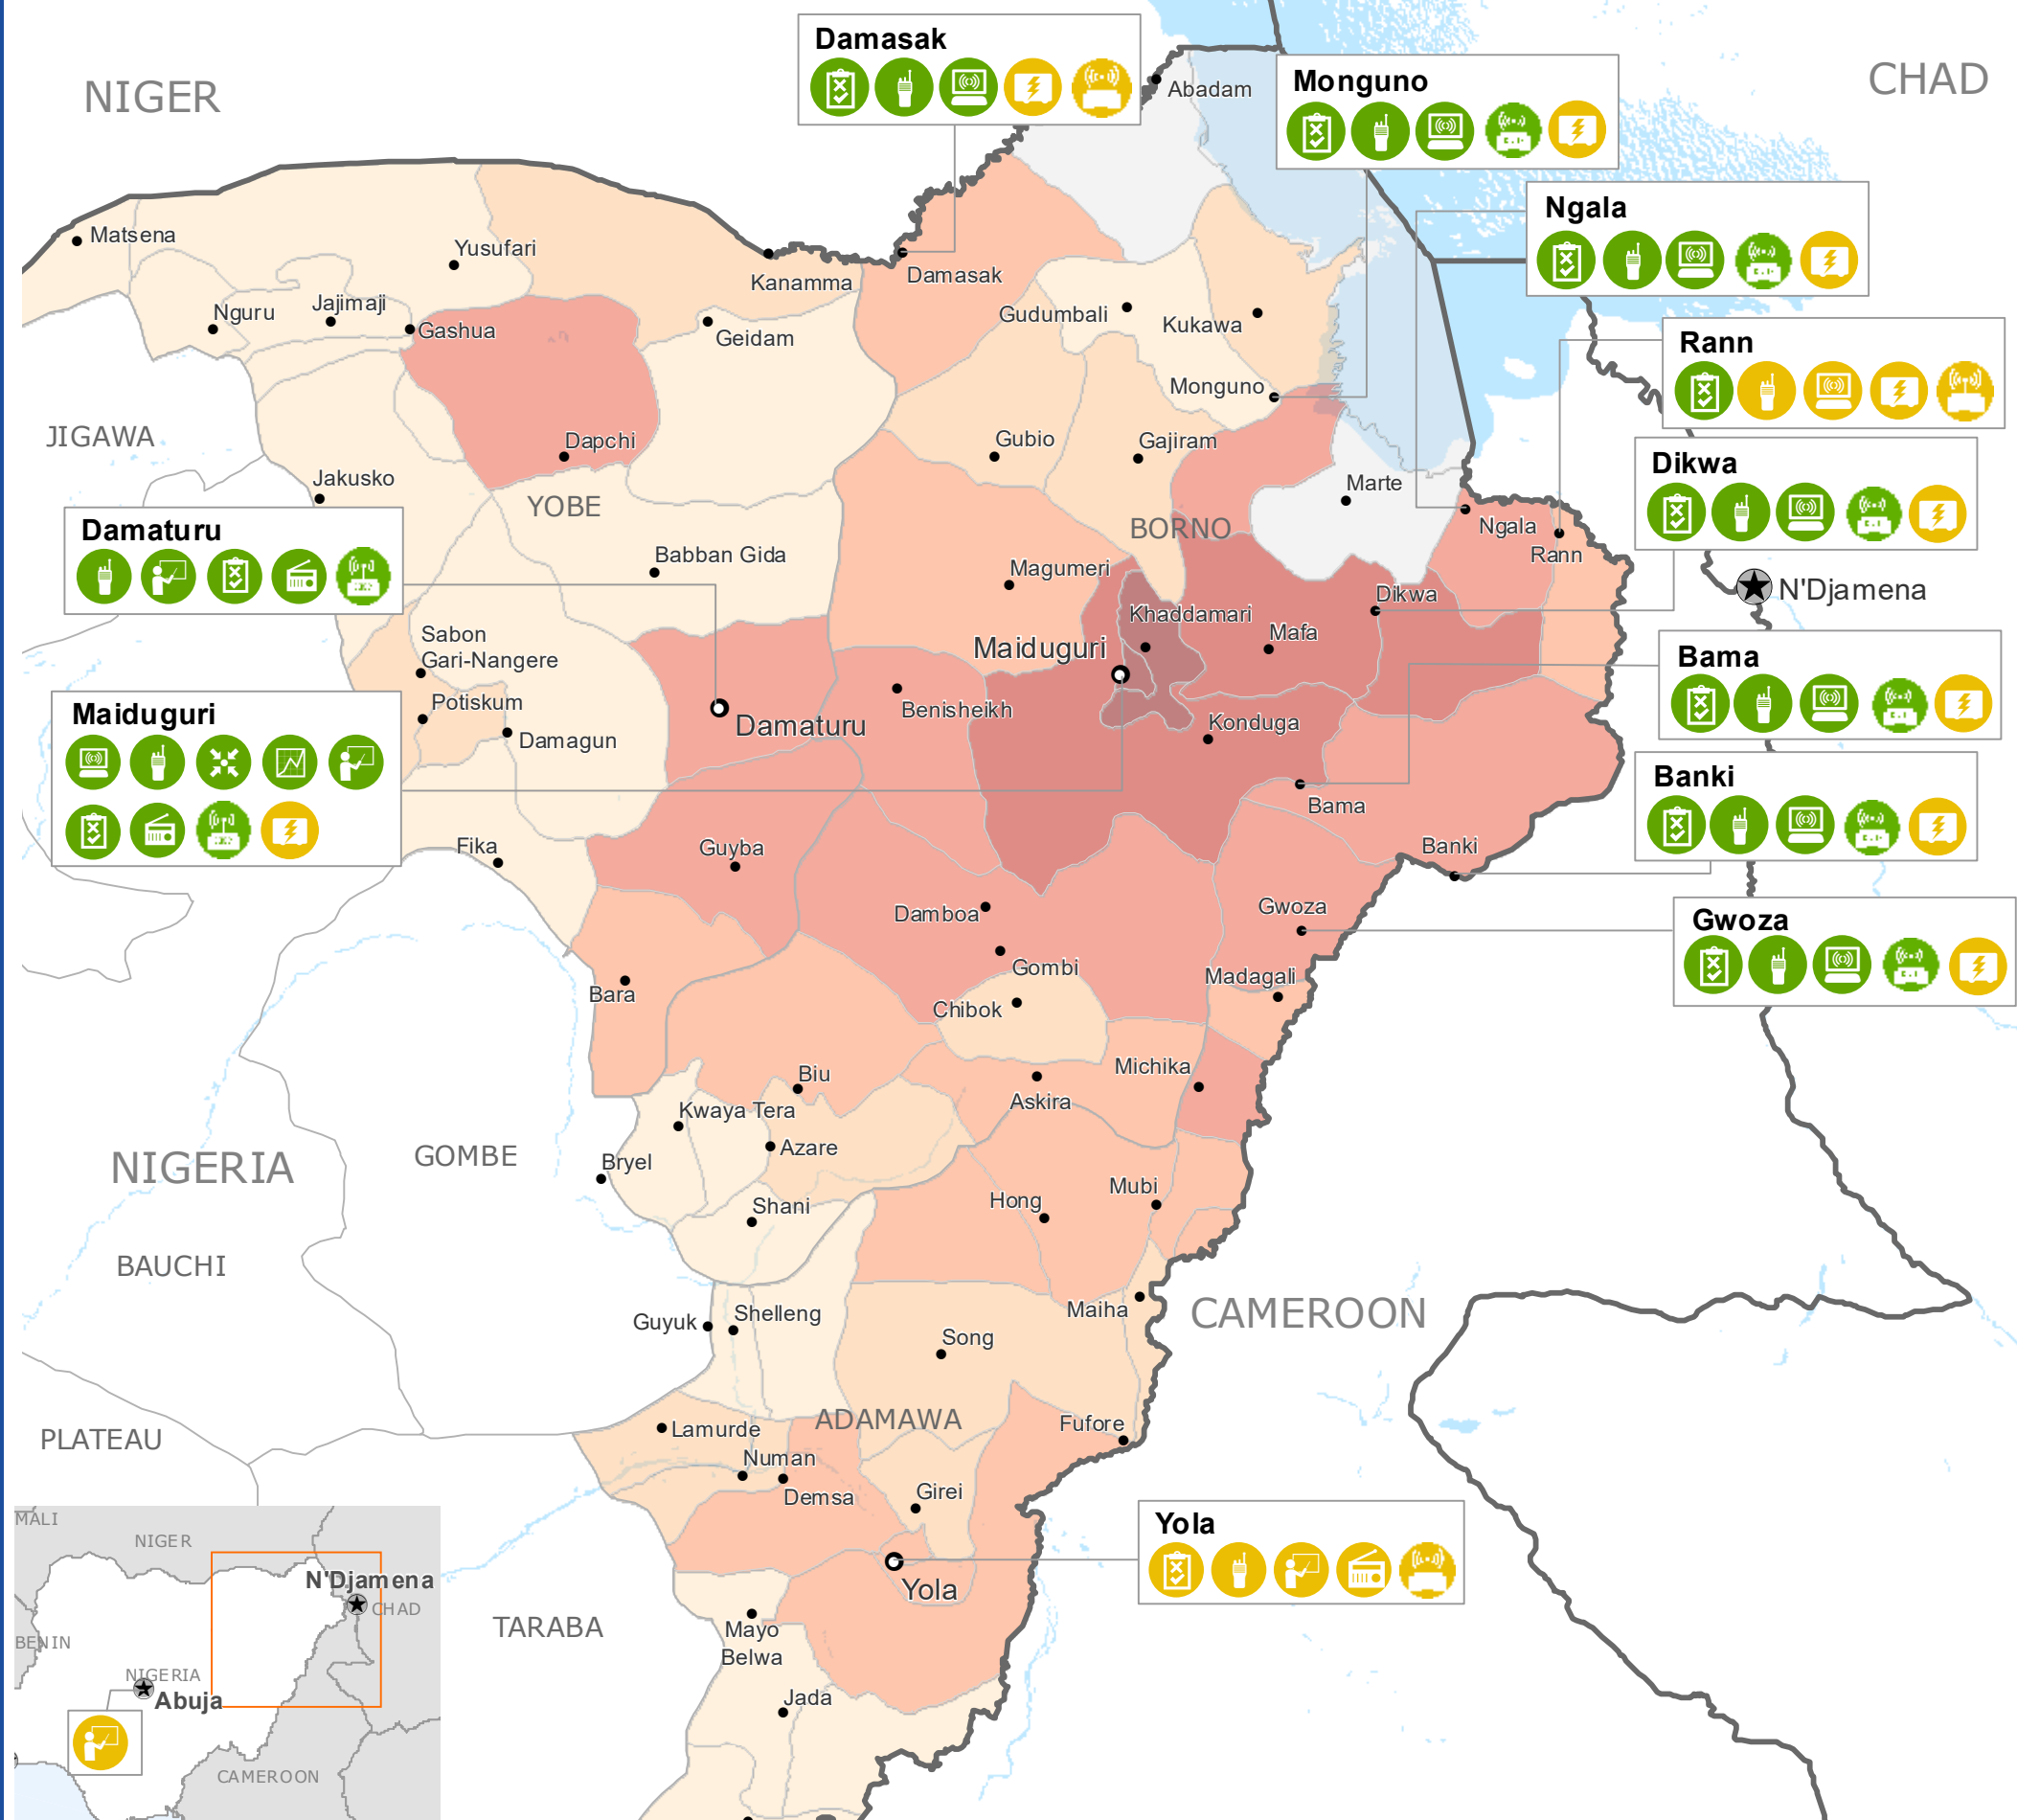 NIGER
CHAD
Damasak
Monguno
Ngala
Rann
Dikwa
Bama
Banki
Gwoza
Damaturu
Maiduguri
Yola
Abadam
Matsena
Yusufari
Kanamma
Damasak
Nguru
Jajimaji
Gashua
Geidam
Gudumbali
Kukawa
Monguno
JIGAWA
Dapchi
Gubio
Gajiram
Jakusko
YOBE
Marte
BORNO
Ngala
Rann
Babban Gida
Magumeri
Dikwa
N'Djamena
Khaddamari
Mafa
Maiduguri
Sabon
Gari-Nangere
Potiskum
Benisheikh
Damaturu
Damagun
Konduga
Bama
Fika
Guyba
Banki
Damboa
Gwoza
Gombi
Madagali
Bara
Chibok
Michika
Biu
Askira
Kwaya Tera
Azare
NIGERIA
GOMBE
Bryel
Mubi
Hong
Shani
BAUCHI
CAMEROON
Maiha
Guyuk
Shelleng
Song
PLATEAU
ADAMAWA
Fufore
Lamurde
Numan
Demsa
Girei
Yola
TARABA
Mayo
Belwa
Jada
MALI
NIGER
N'Djamena
CHAD
BENIN
NIGERIA
Abuja
CAMEROON